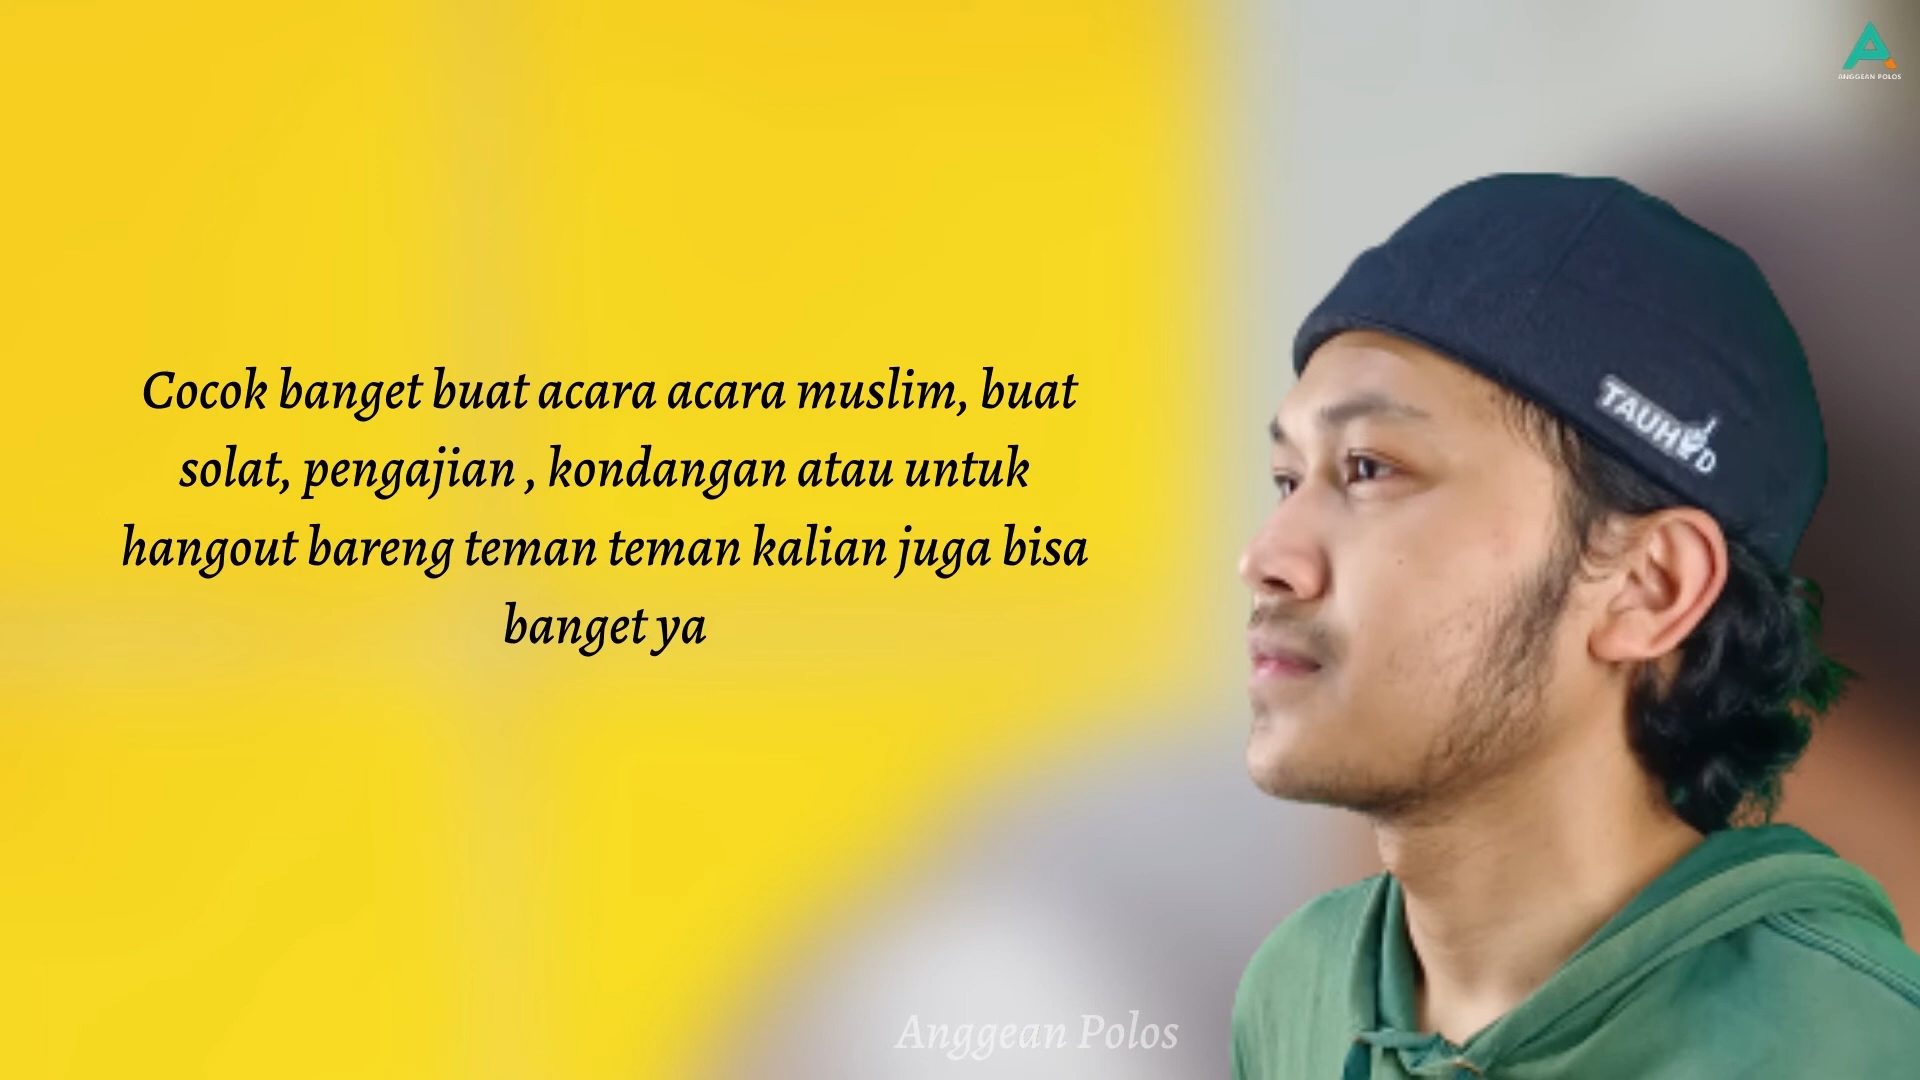 ANGGEAN POLOS
Cocok banget buat acara acara muslim, buat
solat, pengajian , kondangan atau untuk
hangout bareng teman teman kalian juga bisa
banget ya
TAUHID
Anggean Polos